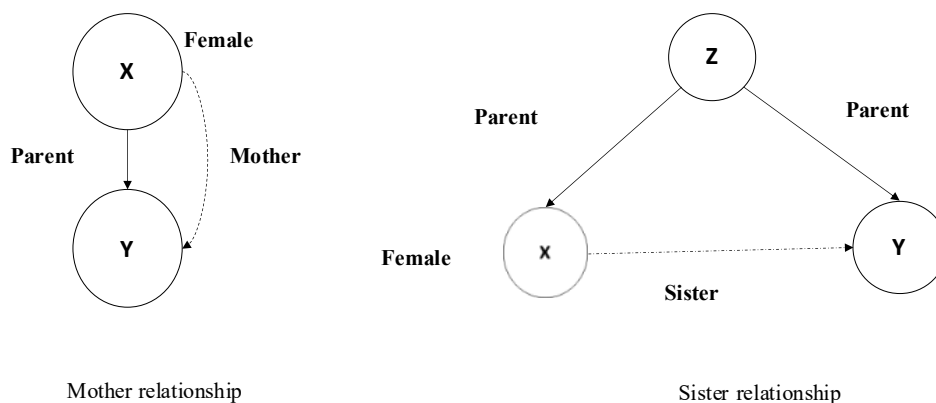 Female
X
Parent
Mother
Y
Mother relationship
Z
Parent
Parent
Female
X
Y
Sister
Sister relationship